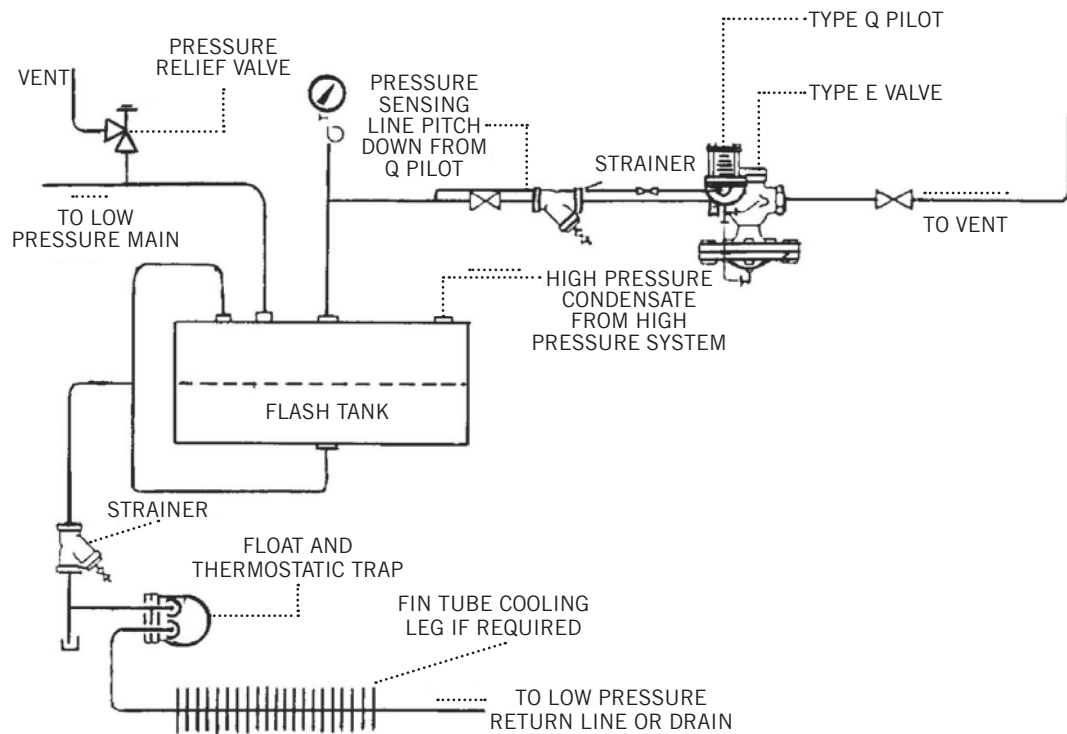 TYPE Q PILOT
PRESSURE
RELIEF VALVE
VENT
PRESSURE
SENSING
LINE PITCH
DOWN FROM
Q PILOT
TYPE E VALVE
STRAINER
TO LOW
PRESSURE MAIN
TO VENT
HIGH PRESSURE
CONDENSATE
FROM HIGH
PRESSURE SYSTEM
FLASH TANK
STRAINER
FLOAT AND
THERMOSTATIC TRAP
FIN TUBE COOLING
LEG IF REQUIRED
TO LOW PRESSURE
RETURN LINE OR DRAIN